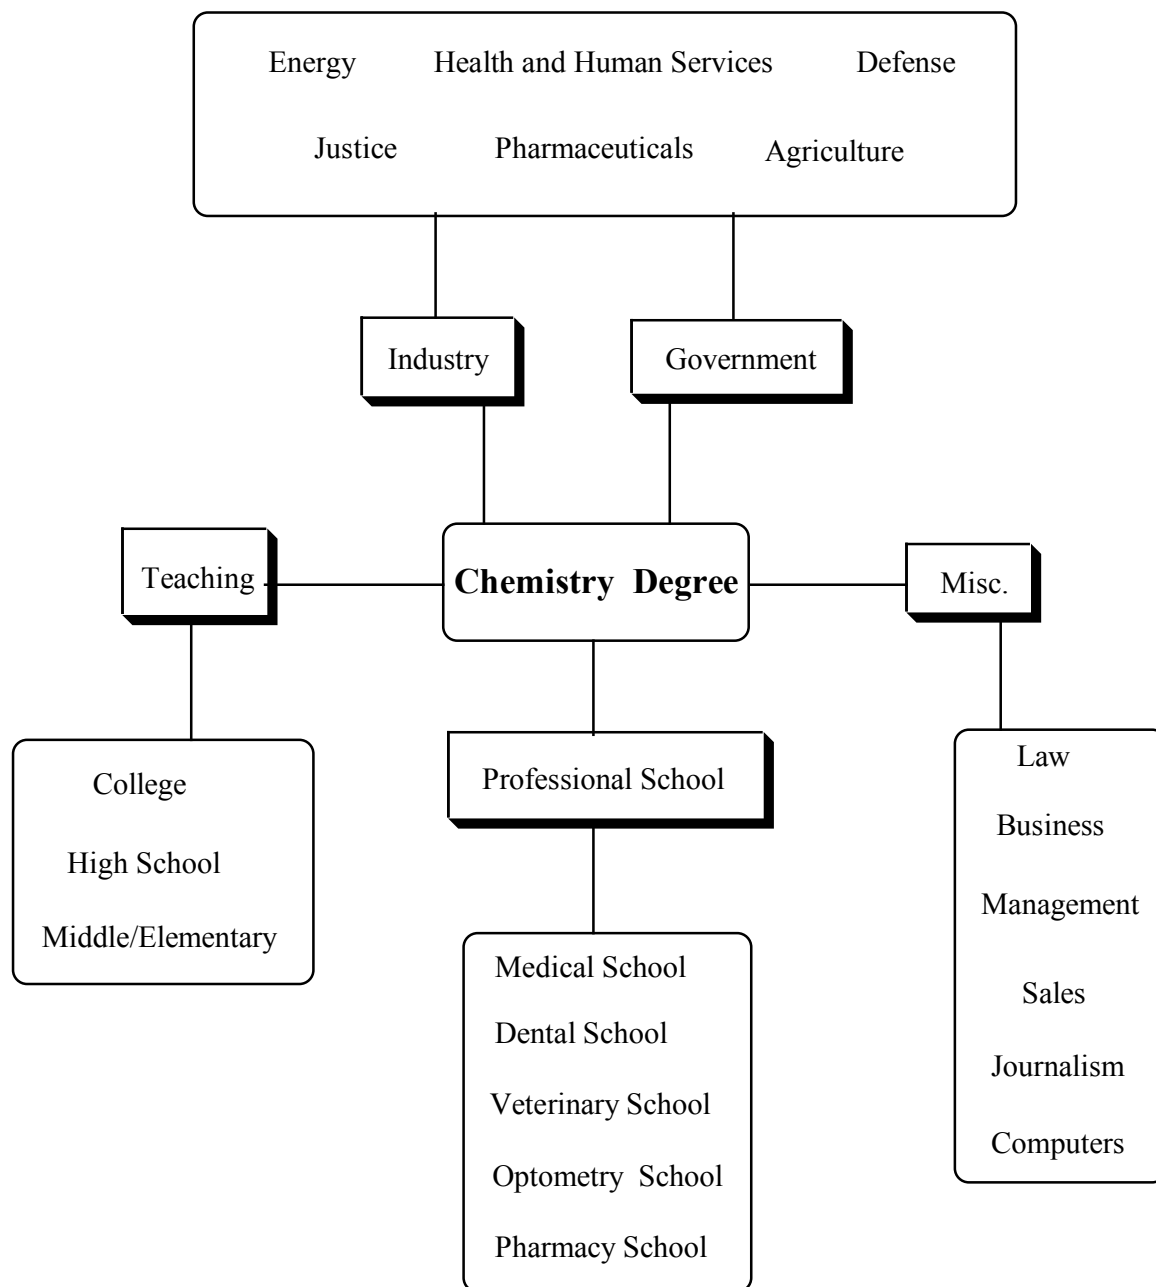 Energy Health and Human Services Defense
Justice Pharmaceuticals Agriculture
Industry Government
Teaching Chemistry Degree Misc.
College
High School
Middle/Elementary
Professional School
Medical School
Dental School
Veterinary School
Optometry School
Pharmacy School
Law
Business
Management
Sales
Journalism
Computers